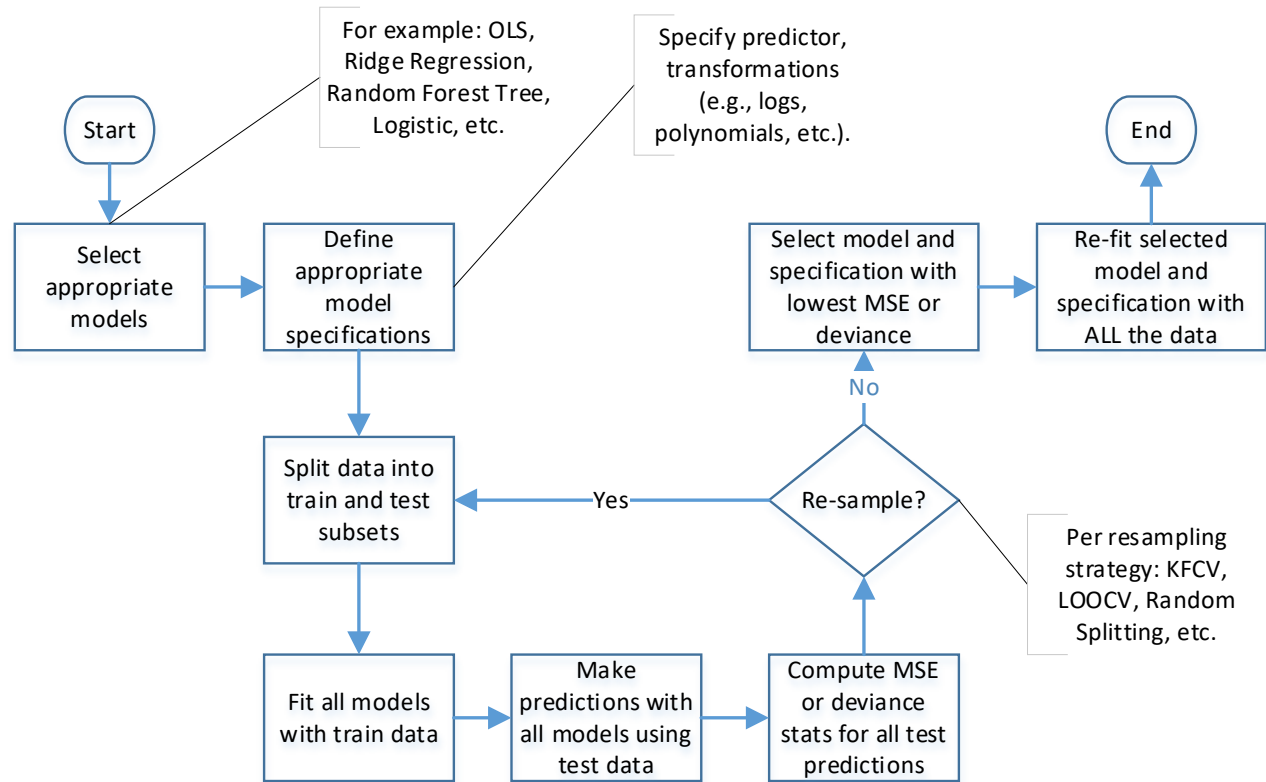 For example: OLS,
Ridge Regression,
Random Forest Tree,
Logistic, etc.
Specify predictor,
transformations
(e.g., logs,
polynomials, etc.).
Start
End
Select
appropriate
models
Define
appropriate
model
specifications
Select model and
specification with
lowest MSE or
deviance
Re-fit selected
model and
specification with
ALL the data
No
Split data into
train and test
subsets
Yes
Re-sample?
Per resampling
strategy: KFCV,
LOOCV, Random
Splitting, etc.
Fit all models
with train data
Make
predictions with
all models using
test data
Compute MSE
or deviance
stats for all test
predictions